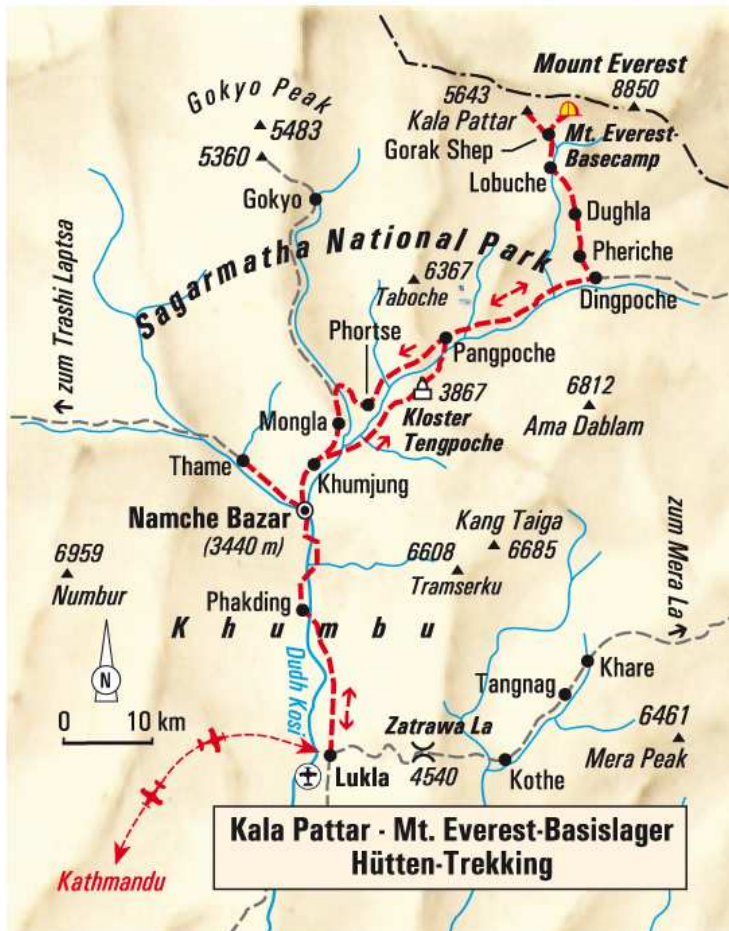 Mount Everest
8850
5643
Kala Pattar
Gorak Shep
Mt. Everest-
Basecamp
Gokyo Peak
5483
5360
Gokyo
Lobuche
Dughla
Pheriche
Dingpoche
Sagarmatha National Park
6367
Taboche
Phortse
Pangpoche
↑ zum Trashi Laptsa
3867
Kloster
Tengpoche
6812
Ama Dablam
Mongla
Thame
Khumjung
Namche Bazar
(3440 m)
Kang Taiga
6685
6608
Tramserku
zum Mera La →
6959
Numbur
Phakding
Khumbu
Dudh Kosi
N
0 10 km
Khare
Tangnag
6461
Mera Peak
Zatrawa La
4540
Lukla
Kothe
Kathmandu
Kala Pattar - Mt. Everest-Basislager
Hütten-Trekking